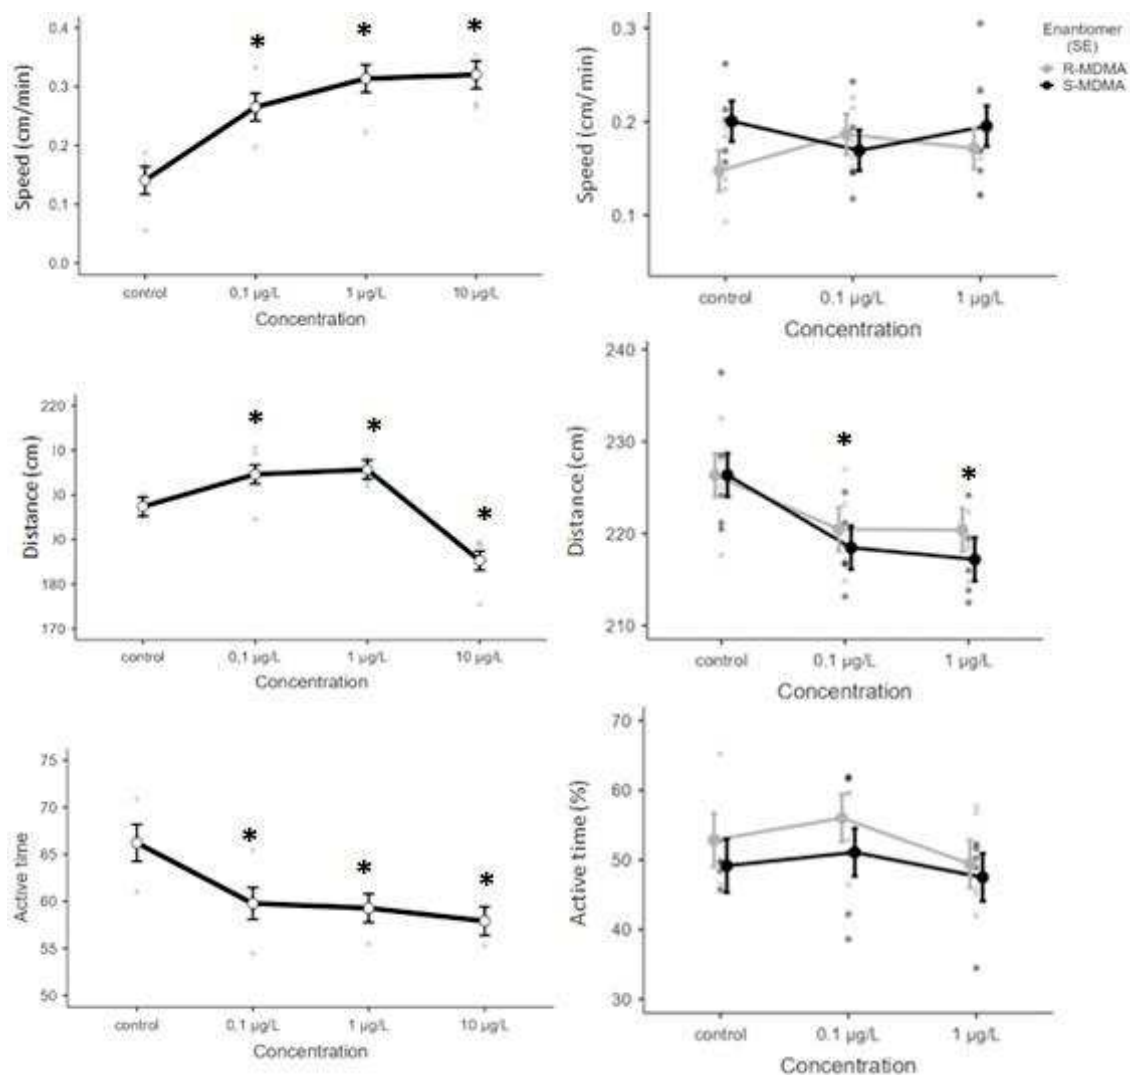 Speed (cm/min)
0.4
0.3
0.2
0.1
0.0
*
*
*
control
0,1 µg/L
1 µg/L
10 µg/L
Concentration
Speed (cm/min)
0.3
0.2
0.1
Enantiomer
(SE)
R-MDMA
S-MDMA
control
0.1 µg/L
1 µg/L
Concentration
Distance (cm)
220
10
00
90
180
170
*
*
*
control
0,1 µg/L
1 µg/L
10 µg/L
Concentration
Distance (cm)
240
230
220
210
*
*
control
0.1 µg/L
1 µg/L
Concentration
Active time
75
70
65
60
55
50
*
*
*
control
0,1 µg/L
1 µg/L
10 µg/L
Concentration
Active time (%)
70
60
50
40
30
control
0.1 µg/L
1 µg/L
Concentration